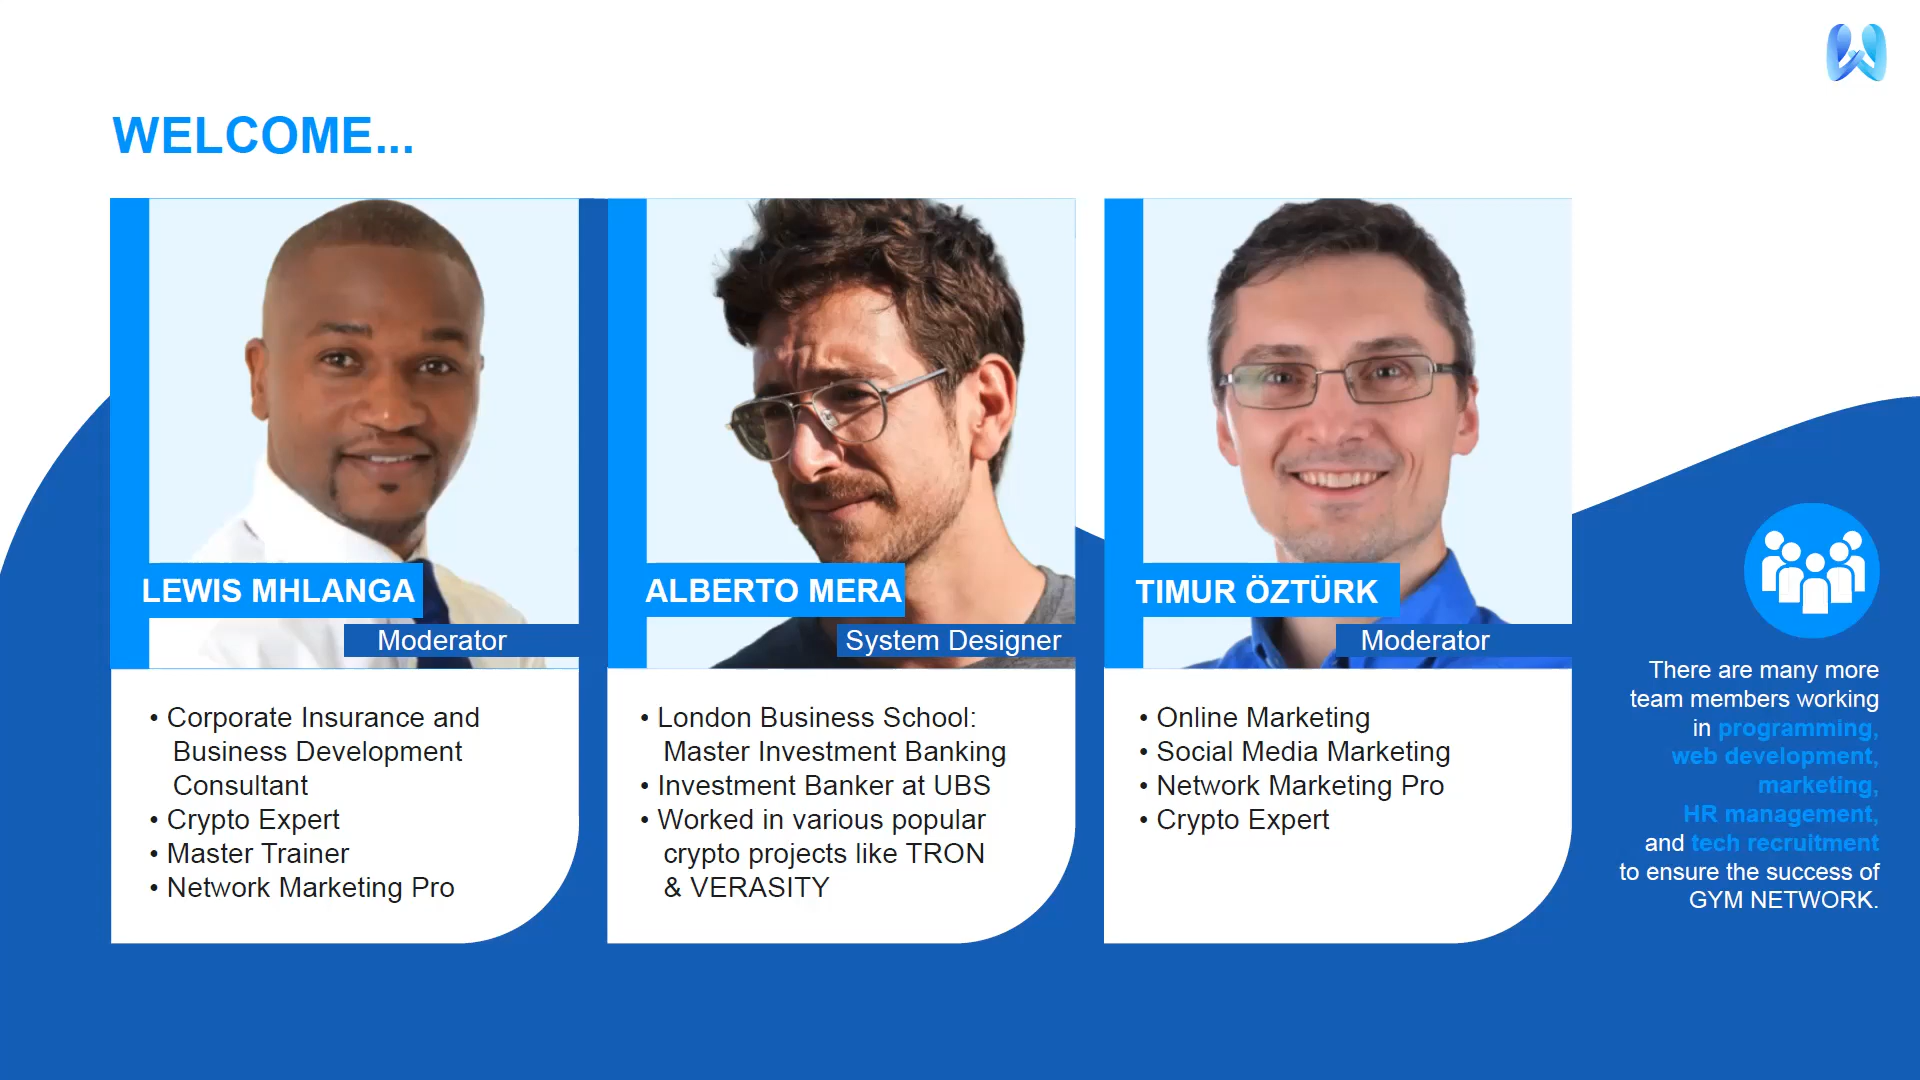 WELCOME...
LEWIS MHLANGA
Moderator
• Corporate Insurance and
Business Development
Consultant
• Crypto Expert
• Master Trainer
• Network Marketing Pro
ALBERTO MERA
System Designer
• London Business School:
Master Investment Banking
• Investment Banker at UBS
• Worked in various popular
crypto projects like TRON
& VERASITY
TIMUR ÖZTÜRK
Moderator
• Online Marketing
• Social Media Marketing
• Network Marketing Pro
• Crypto Expert
There are many more
team members working
in programming,
web development,
marketing,
HR management,
and tech recruitment
to ensure the success of
GYM NETWORK.